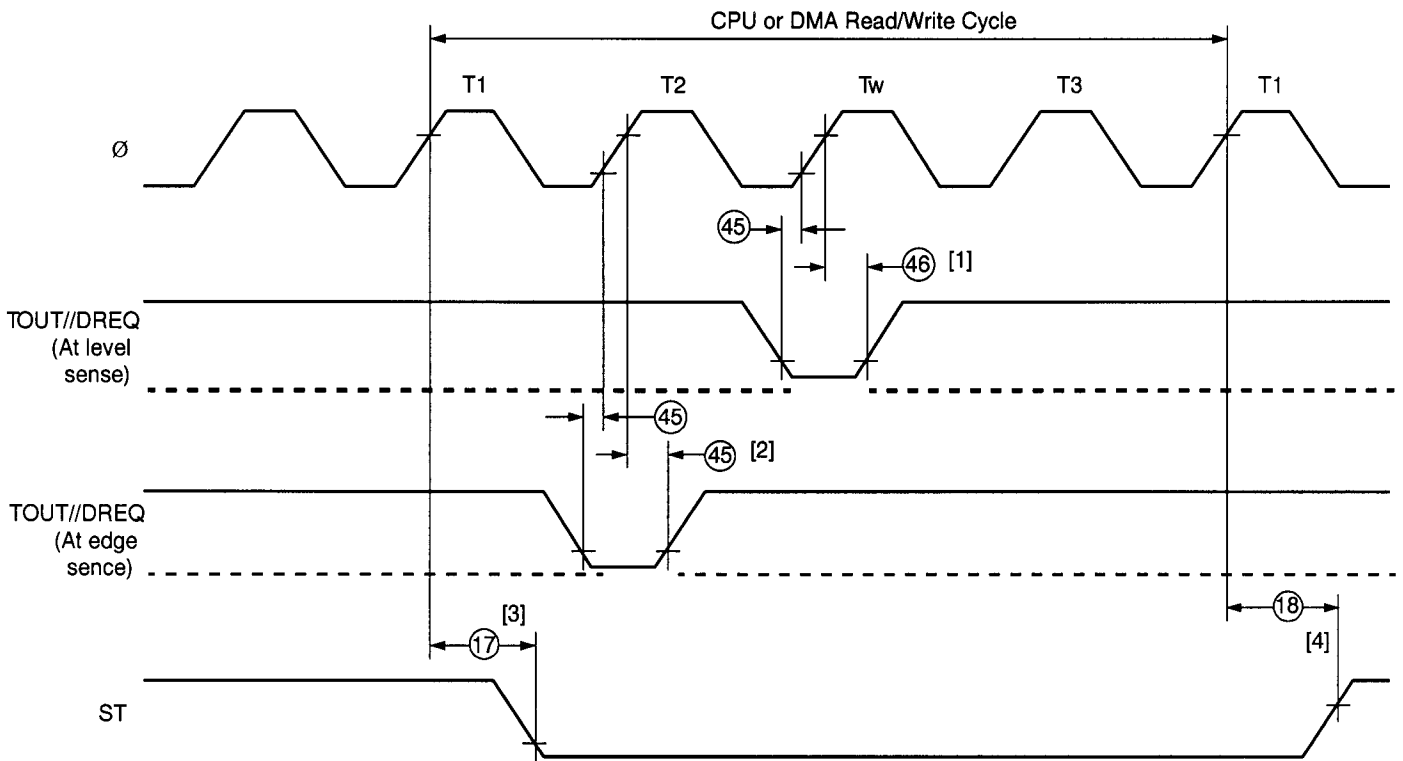 CPU or DMA Read/Write Cycle
T1 T2 Tw T3 T1
Ø
45
46 [1]
TOUT//DREQ
(At level
sense)
45
45 [2]
TOUT//DREQ
(At edge
sence)
[3]
17
18
[4]
ST